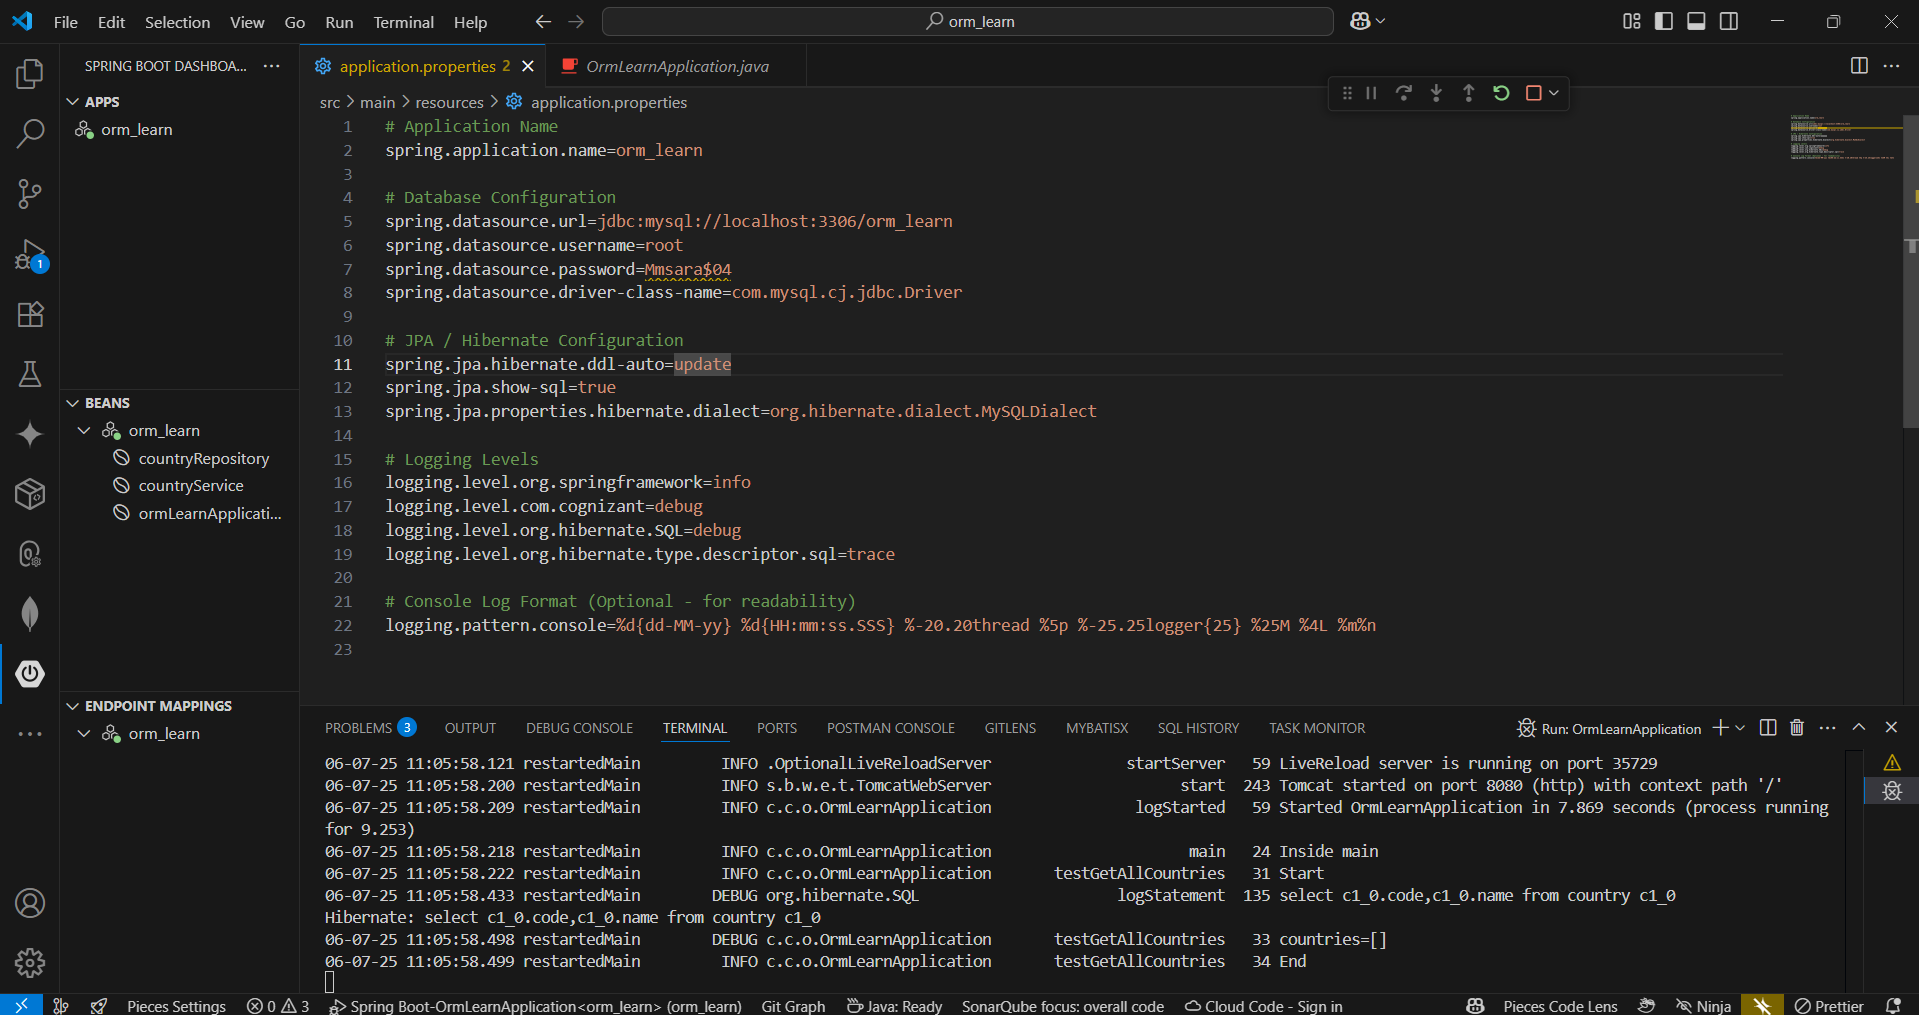 File Edit Selection View Go Run Terminal Help
orm_learn
SPRING BOOT DASHBOA...
APPS
orm_learn
1
BEANS
orm_learn
countryRepository
countryService
ormLearnApplicati...
ENDPOINT MAPPINGS
orm_learn
application.properties 2
OrmLearnApplication.java
src > main > resources > application.properties
1 # Application Name
2 spring.application.name=orm_learn
3
4 # Database Configuration
5 spring.datasource.url=jdbc:mysql://localhost:3306/orm_learn
6 spring.datasource.username=root
7 spring.datasource.password=Mmsara$04
8 spring.datasource.driver-class-name=com.mysql.cj.jdbc.Driver
9
10 # JPA / Hibernate Configuration
11 spring.jpa.hibernate.ddl-auto=update
12 spring.jpa.show-sql=true
13 spring.jpa.properties.hibernate.dialect=org.hibernate.dialect.MySQLDialect
14
15 # Logging Levels
16 logging.level.org.springframework=info
17 logging.level.com.cognizant=debug
18 logging.level.org.hibernate.SQL=debug
19 logging.level.org.hibernate.type.descriptor.sql=trace
20
21 # Console Log Format (Optional - for readability)
22 logging.pattern.console=%d{dd-MM-yy} %d{HH:mm:ss.SSS} %-20.20thread %5p %-25.25logger{25} %25M %4L %m%n
23
PROBLEMS 3 OUTPUT DEBUG CONSOLE TERMINAL PORTS POSTMAN CONSOLE GITLENS MYBATISX SQL HISTORY TASK MONITOR
Run: OrmLearnApplication
06-07-25 11:05:58.121 restartedMain INFO .OptionalLiveReloadServer startServer 59 LiveReload server is running on port 35729
06-07-25 11:05:58.200 restartedMain INFO s.b.w.e.t.TomcatWebServer start 243 Tomcat started on port 8080 (http) with context path '/'
06-07-25 11:05:58.209 restartedMain INFO c.c.o.OrmLearnApplication logStarted 59 Started OrmLearnApplication in 7.869 seconds (process running
for 9.253)
06-07-25 11:05:58.218 restartedMain INFO c.c.o.OrmLearnApplication main 24 Inside main
06-07-25 11:05:58.222 restartedMain INFO c.c.o.OrmLearnApplication testGetAllCountries 31 Start
06-07-25 11:05:58.433 restartedMain DEBUG org.hibernate.SQL logStatement 135 select c1_0.code,c1_0.name from country c1_0
Hibernate: select c1_0.code,c1_0.name from country c1_0
06-07-25 11:05:58.498 restartedMain DEBUG c.c.o.OrmLearnApplication testGetAllCountries 33 countries=[]
06-07-25 11:05:58.499 restartedMain INFO c.c.o.OrmLearnApplication testGetAllCountries 34 End
Pieces Settings 0 3 Spring Boot-OrmLearnApplication<orm_learn> (orm_learn) Git Graph Java: Ready SonarQube focus: overall code Cloud Code - Sign in Pieces Code Lens Ninja Prettier